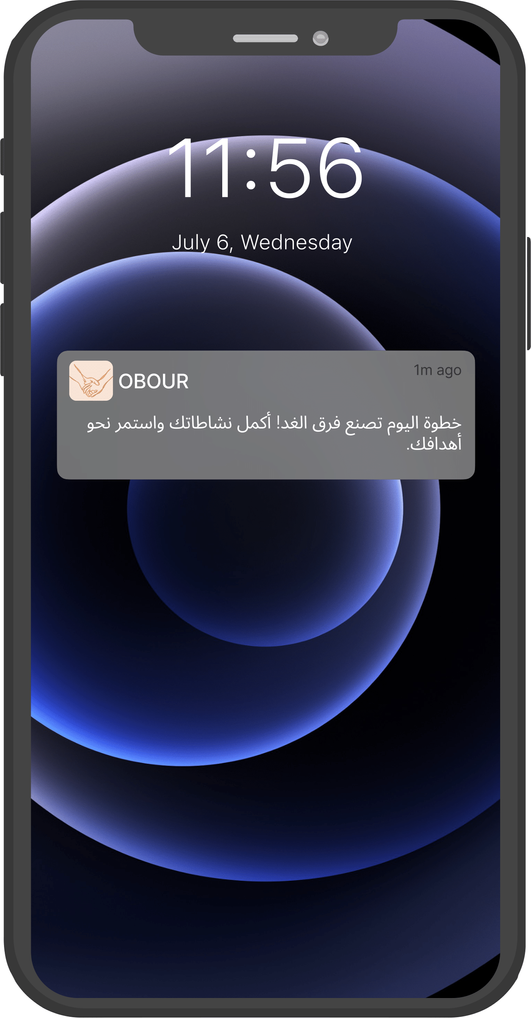 11:56
July 6, Wednesday
OBOUR
1m ago
خطوة اليوم تصنع فرق الغد! أكمل نشاطاتك واستمر نحو
أهدافك.